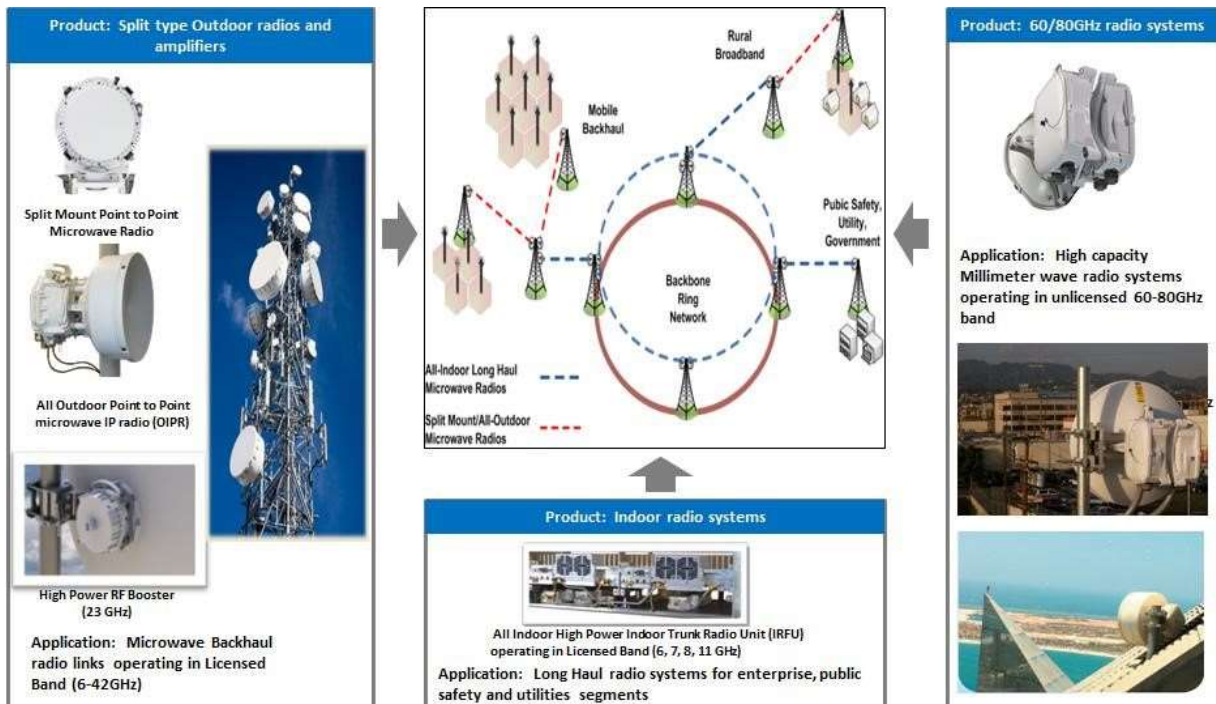 Product: Split type Outdoor radios and
amplifiers
Split Mount Point to Point
Microwave Radio
All Outdoor Point to Point
microwave IP radio (OIPR)
High Power RF Booster
(23 GHz)
Application: Microwave Backhaul
radio links operating in Licensed
Band (6-42GHz)
Rural
Broadband
Mobile
Backhaul
Pubic Safety,
Utility,
Government
Backbone
Ring
Network
All-Indoor Long Haul
Microwave Radios
Split Mount/All-Outdoor
Microwave Radios
Product: Indoor radio systems
All Indoor High Power Indoor Trunk Radio Unit (IRFU)
operating in Licensed Band (6, 7, 8, 11 GHz)
Application: Long Haul radio systems for enterprise, public
safety and utilities segments
Product: 60/80GHz radio systems
Application: High capacity
Millimeter wave radio systems
operating in unlicensed 60-80GHz
band